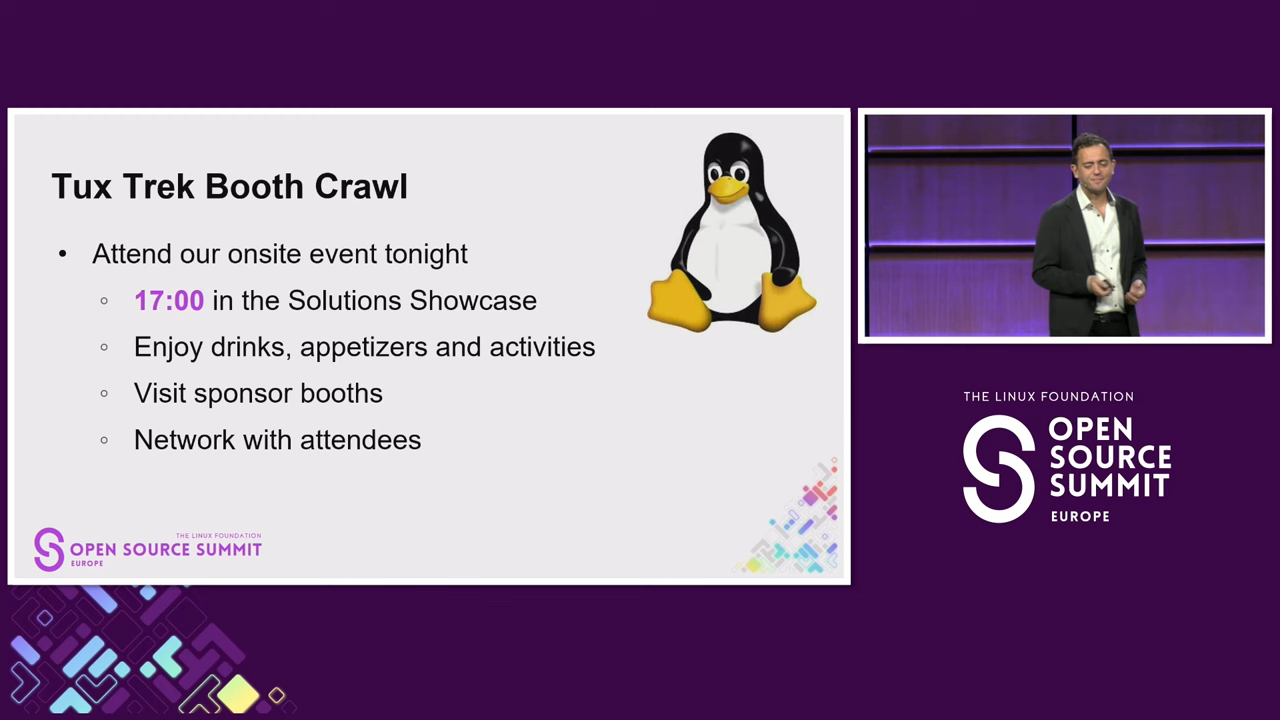 Tux Trek Booth Crawl
• Attend our onsite event tonight
◦ 17:00 in the Solutions Showcase
◦ Enjoy drinks, appetizers and activities
◦ Visit sponsor booths
◦ Network with attendees
THE LINUX FOUNDATION
OPEN SOURCE SUMMIT
EUROPE
THE LINUX FOUNDATION
OPEN
SOURCE
SUMMIT
EUROPE